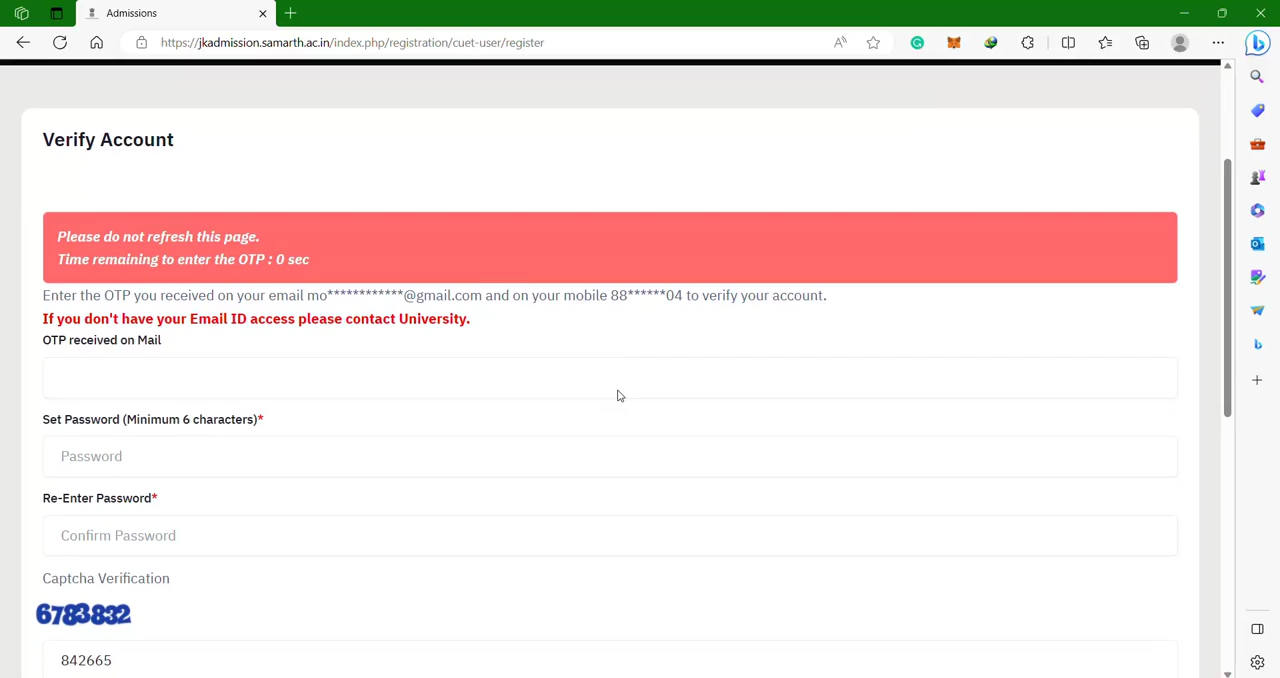 Admissions
https://jkadmission.samarth.ac.in/index.php/registration/cuet-user/register
Verify Account
Please do not refresh this page.
Time remaining to enter the OTP : 0 sec
Enter the OTP you received on your email mo************@gmail.com and on your mobile 88******04 to verify your account.
If you don't have your Email ID access please contact University.
OTP received on Mail
Set Password (Minimum 6 characters)*
Password
Re-Enter Password*
Confirm Password
Captcha Verification
6783832
842665